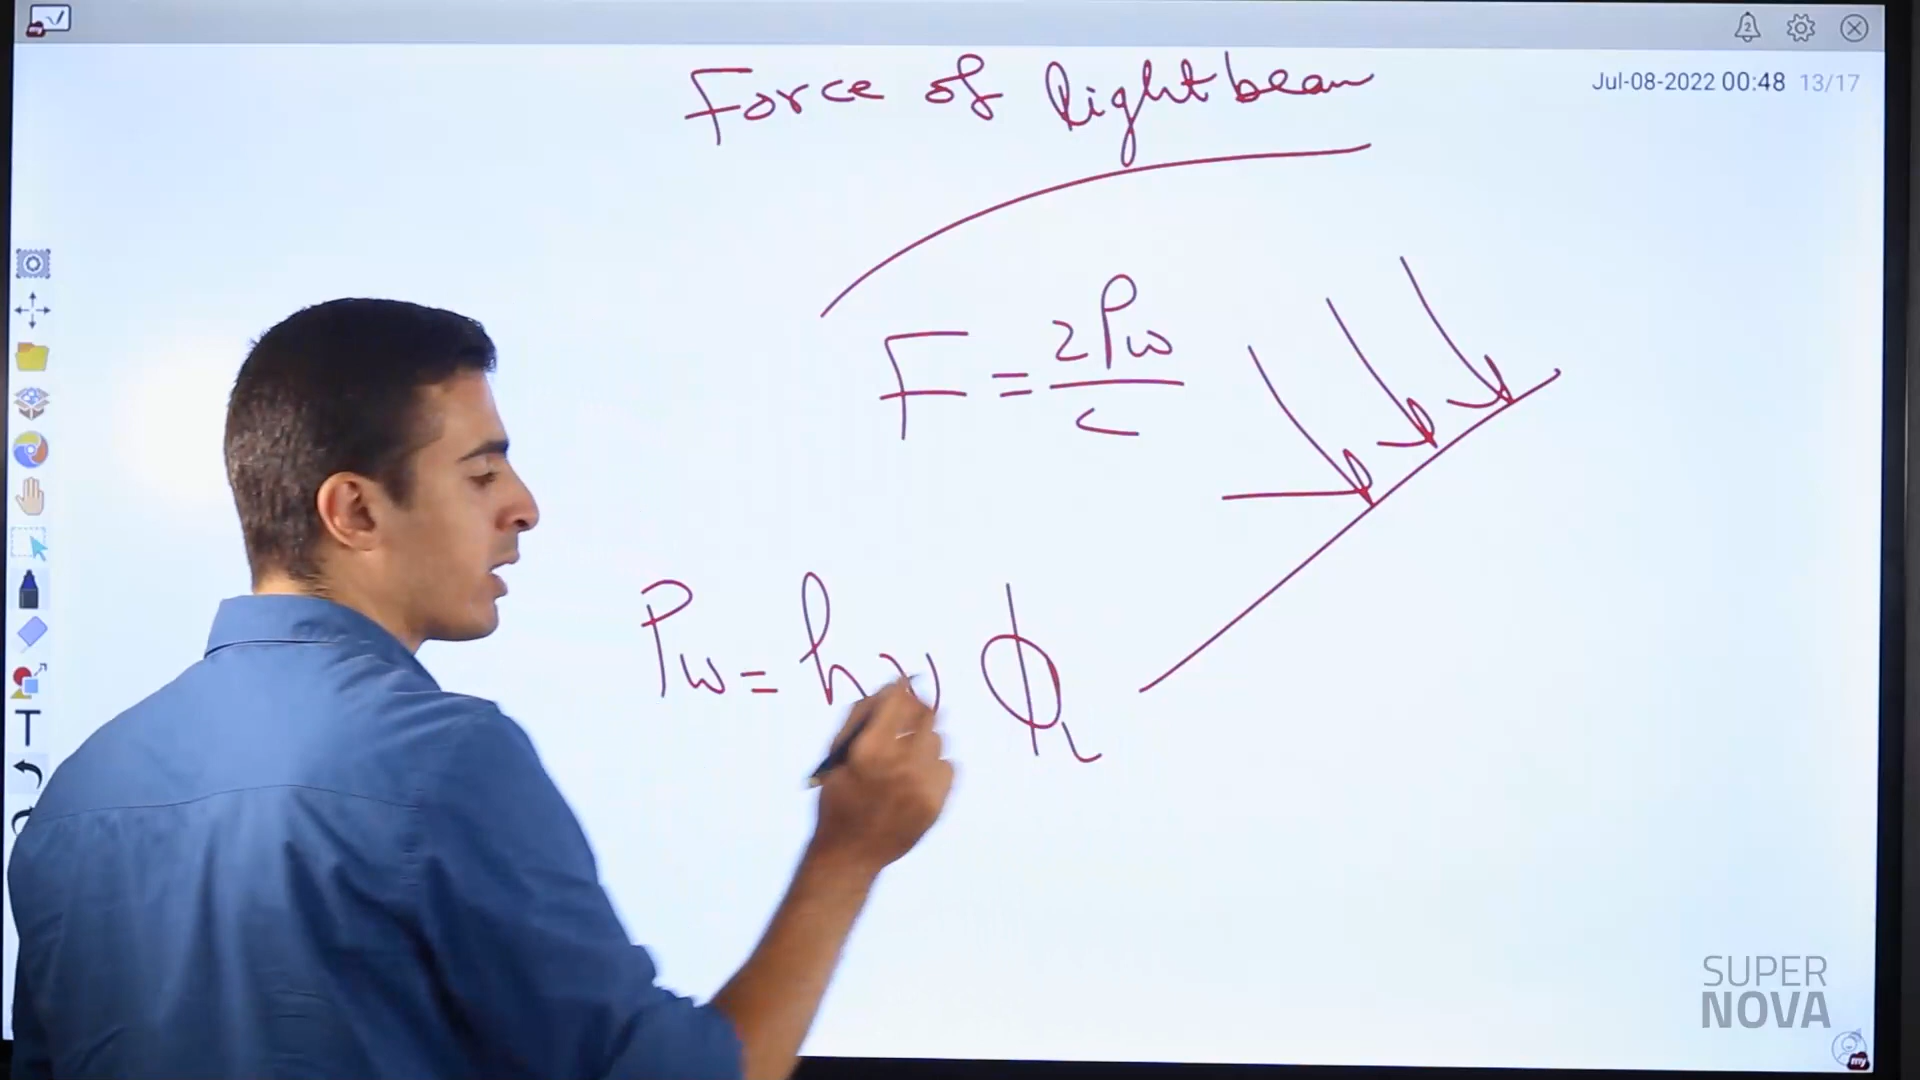 Force of light beam
Jul-08-2022 00:48 13/17
F = 2Pw / c
Pw = hν ϕL
T
SUPER
NOVA